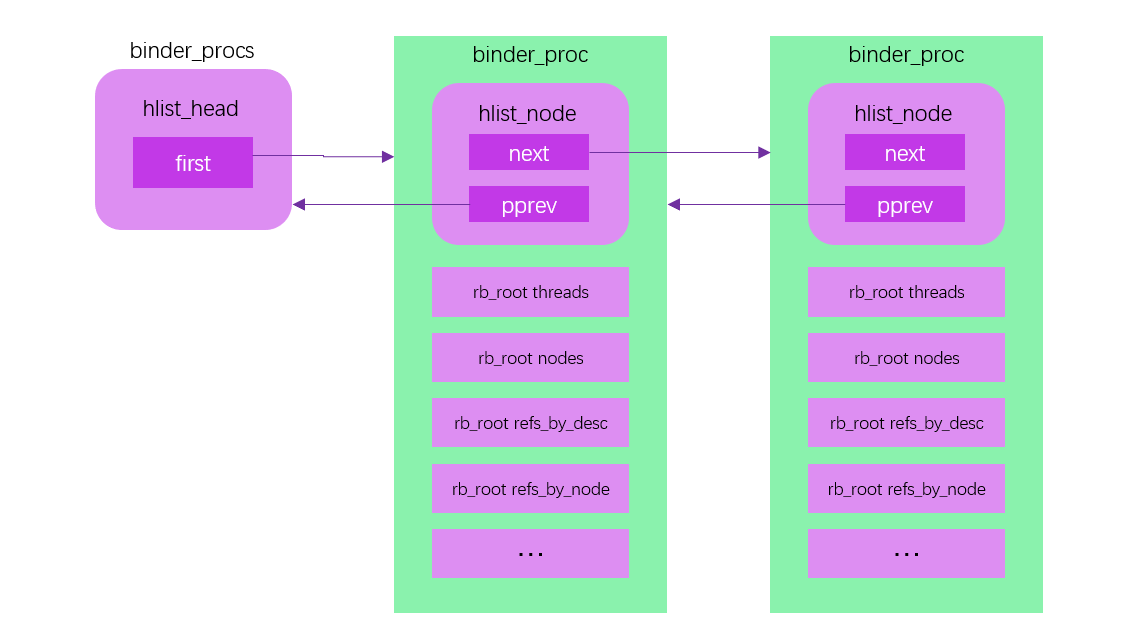 binder_procs
hlist_head
first
binder_proc
hlist_node
next
pprev
rb_root threads
rb_root nodes
rb_root refs_by_desc
rb_root refs_by_node
...
binder_proc
hlist_node
next
pprev
rb_root threads
rb_root nodes
rb_root refs_by_desc
rb_root refs_by_node
...